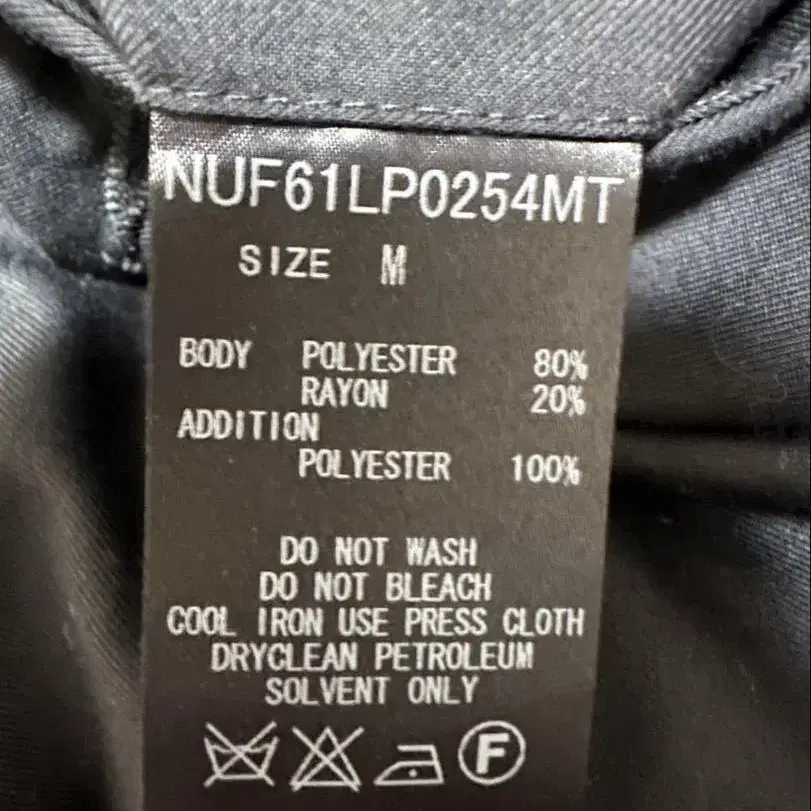 NUF61LP0254MT
SIZE M
BODY POLYESTER 80%
RAYON 20%
ADDITION
POLYESTER 100%
DO NOT WASH
DO NOT BLEACH
COOL IRON USE PRESS CLOTH
DRYCLEAN PETROLEUM
SOLVENT ONLY
F